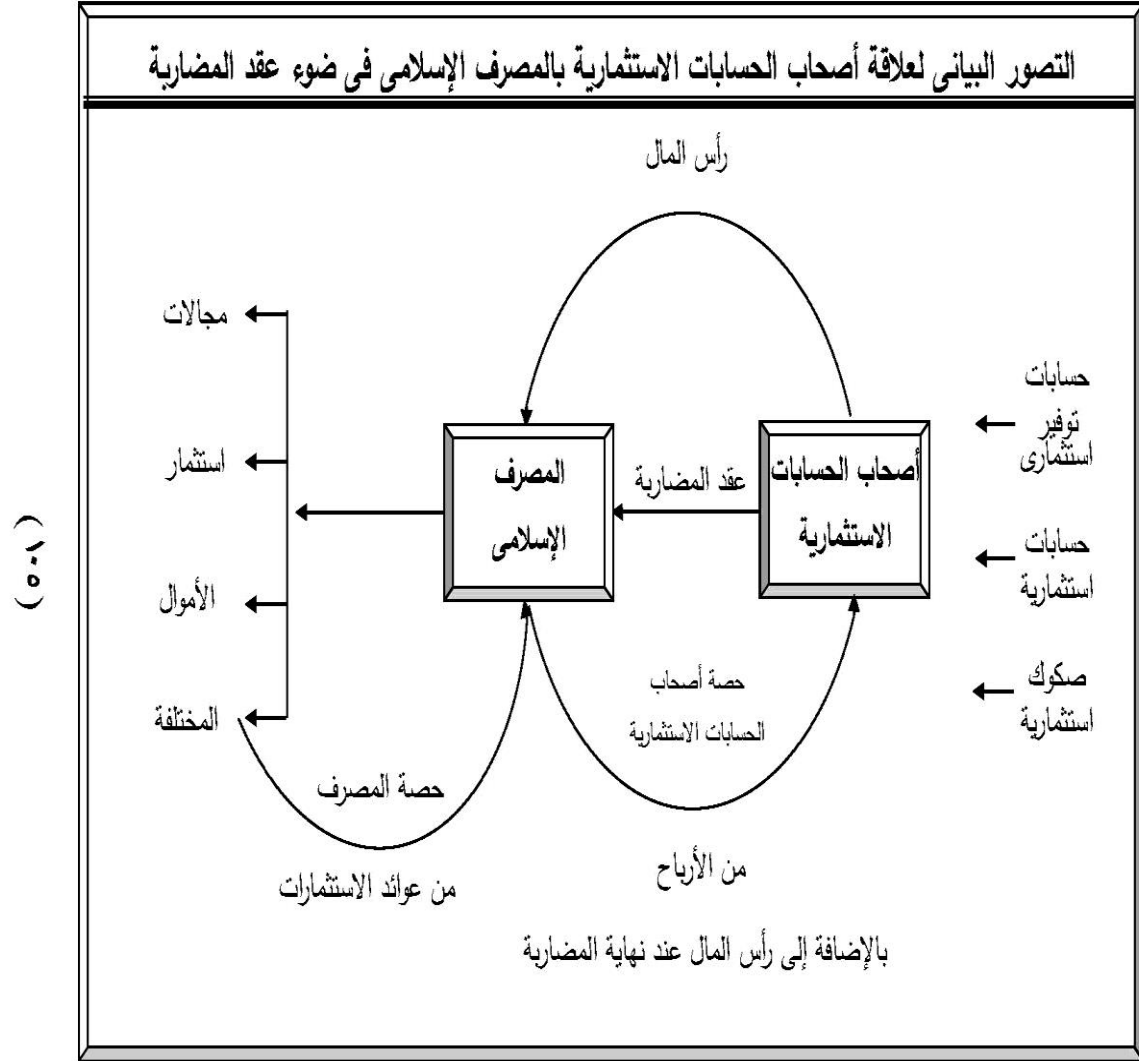 التصور البيانى لعلاقة أصحاب الحسابات الاستثمارية بالمصرف الإسلامى فى ضوء عقد المضاربة
رأس المال
حسابات
توفير
استثمارى
حسابات
استثمارية
صكوك
استثمارية
أصحاب الحسابات
الاستثمارية
عقد المضاربة
المصرف
الإسلامى
مجالات
استثمار
الأموال
المختلفة
حصة أصحاب
الحسابات الاستثمارية
من الأرباح
بالإضافة إلى رأس المال عند نهاية المضاربة
حصة المصرف
من عوائد الاستثمارات
(٥٠١)